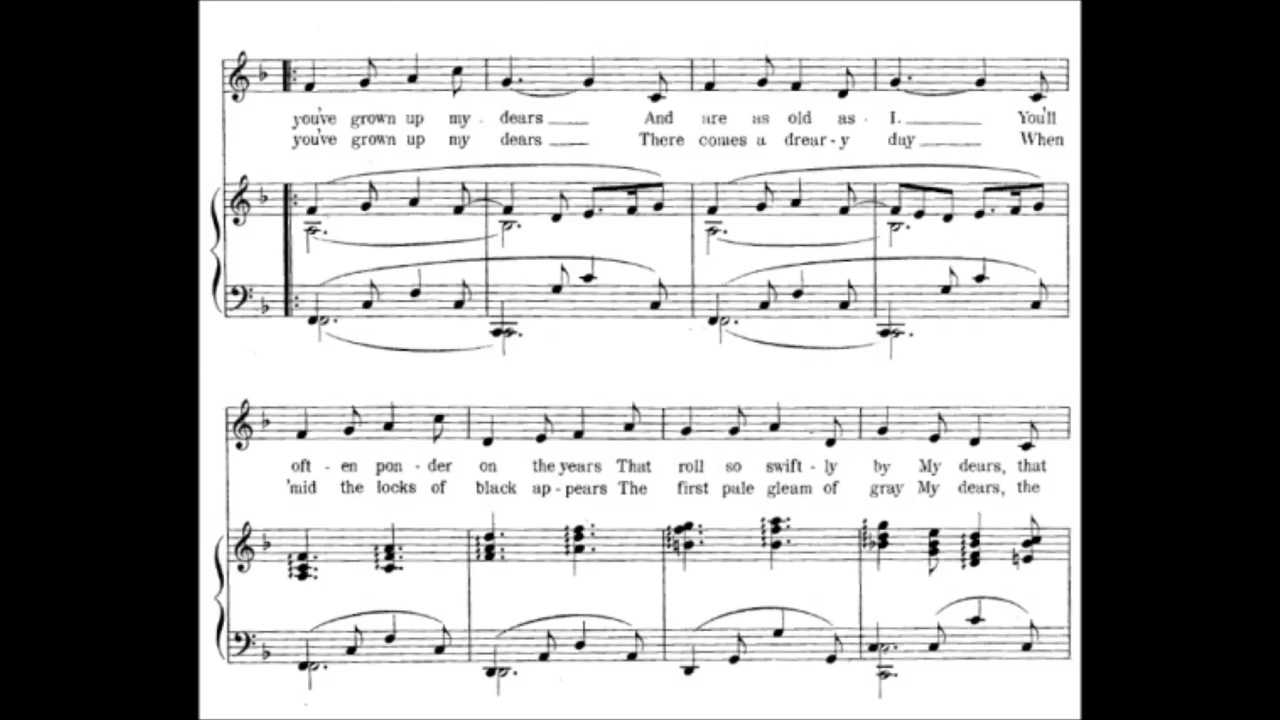 you've grown up my dears And are as old as I. You'll
you've grown up my dears There comes a drear-y day When
oft-en pon-der on the years That roll so swift-ly by My dears, that
'mid the locks of black ap-pears The first pale gleam of gray My dears, the